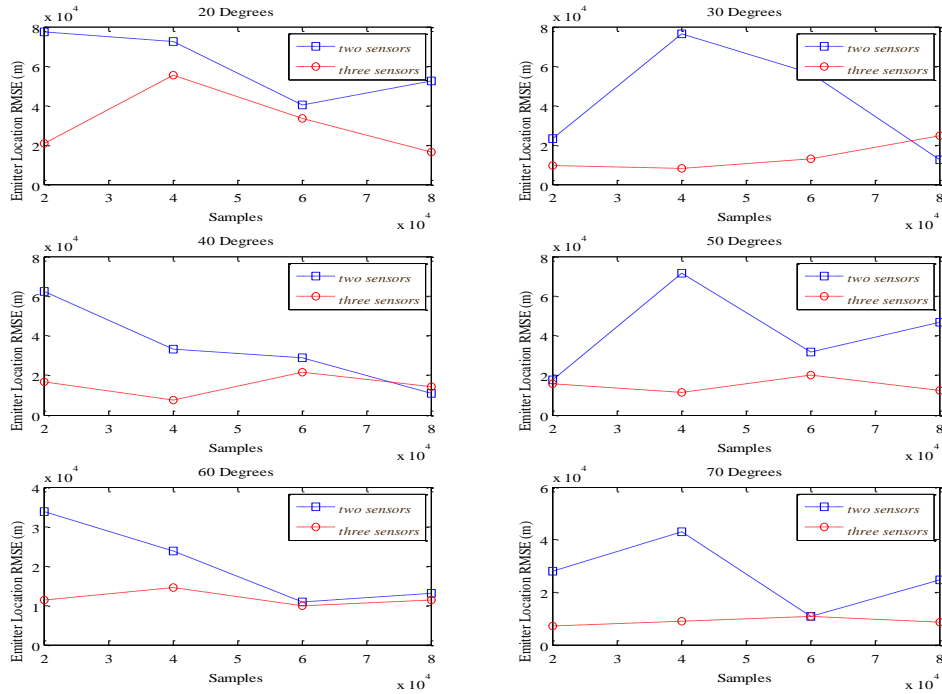 20 Degrees
x 10^4
8
6
4
2
0
Emitter Location RMSE (m)
two sensors
three sensors
2 3 4 5 6 7 8
Samples
x 10^4
30 Degrees
x 10^4
8
6
4
2
0
Emitter Location RMSE (m)
two sensors
three sensors
2 3 4 5 6 7 8
Samples
x 10^4
40 Degrees
x 10^4
8
6
4
2
0
Emitter Location RMSE (m)
two sensors
three sensors
2 3 4 5 6 7 8
Samples
x 10^4
50 Degrees
x 10^4
8
6
4
2
0
Emitter Location RMSE (m)
two sensors
three sensors
2 3 4 5 6 7 8
Samples
x 10^4
60 Degrees
x 10^4
4
3
2
1
0
Emitter Location RMSE (m)
two sensors
three sensors
2 3 4 5 6 7 8
Samples
x 10^4
70 Degrees
x 10^4
6
4
2
0
Emitter Location RMSE (m)
two sensors
three sensors
2 3 4 5 6 7 8
Samples
x 10^4